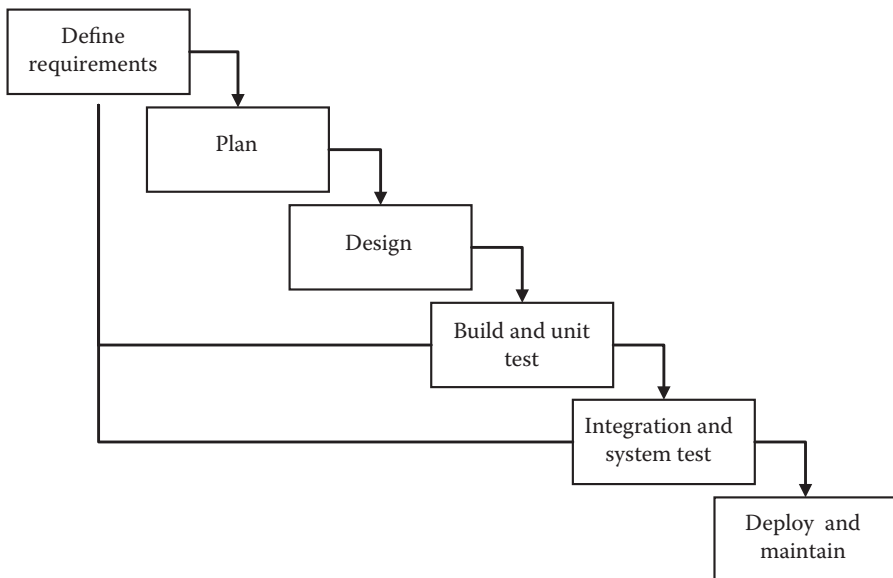 Define
requirements
Plan
Design
Build and unit
test
Integration and
system test
Deploy and
maintain